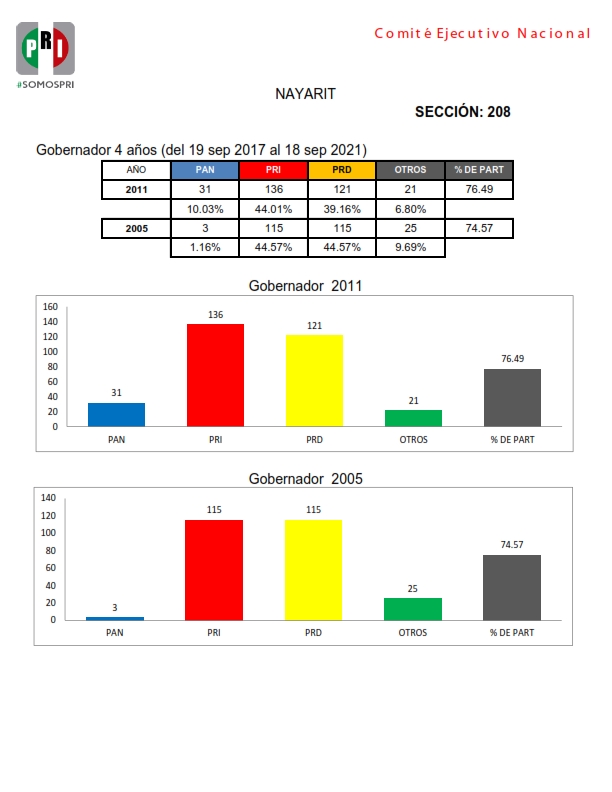 Comité Ejecutivo Nacional
PRI
#SOMOSPRI
NAYARIT
SECCIÓN: 208
Gobernador 4 años (del 19 sep 2017 al 18 sep 2021)
AÑO PAN PRI PRD OTROS % DE PART
2011 31 136 121 21 76.49
10.03% 44.01% 39.16% 6.80%
2005 3 115 115 25 74.57
1.16% 44.57% 44.57% 9.69%
Gobernador 2011
160
140
120
100
80
60
40
20
0
31 136 121 21 76.49
PAN PRI PRD OTROS % DE PART
Gobernador 2005
140
120
100
80
60
40
20
0
3 115 115 25 74.57
PAN PRI PRD OTROS % DE PART